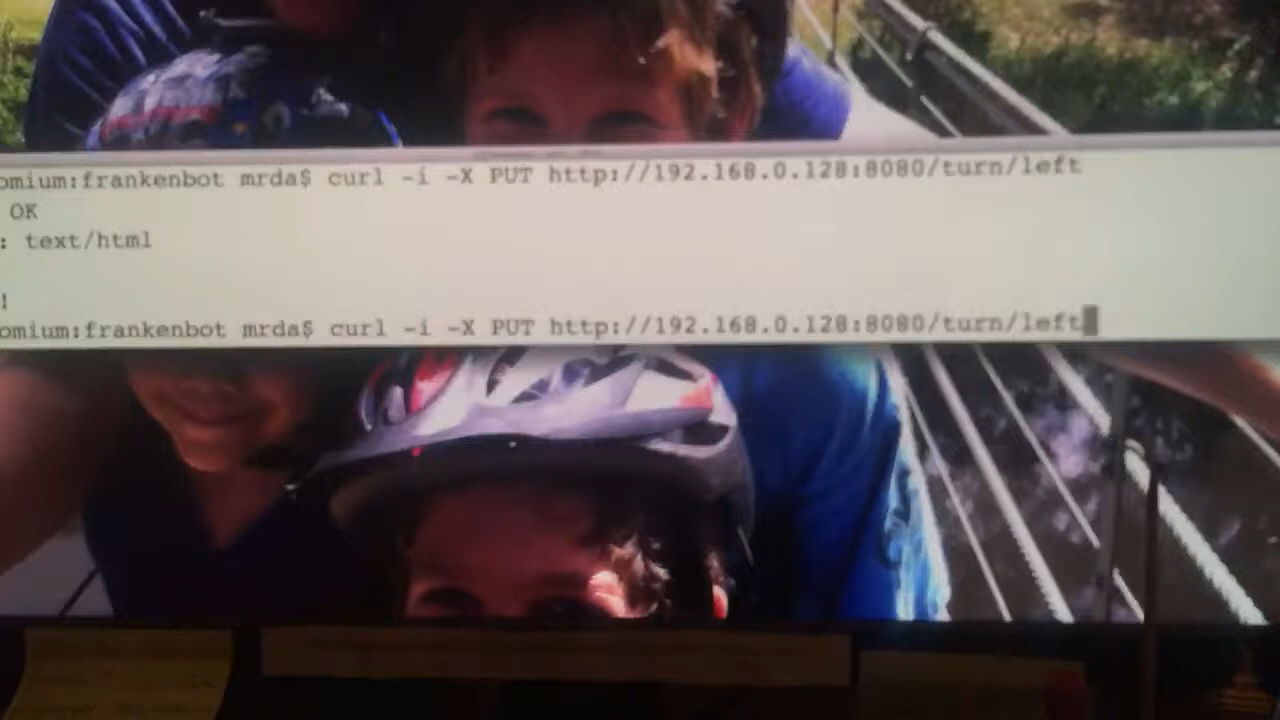 omium:frankenbot mrda$ curl -i -X PUT http://192.168.0.128:8080/turn/left
OK
: text/html
!
omium:frankenbot mrda$ curl -i -X PUT http://192.168.0.128:8080/turn/left